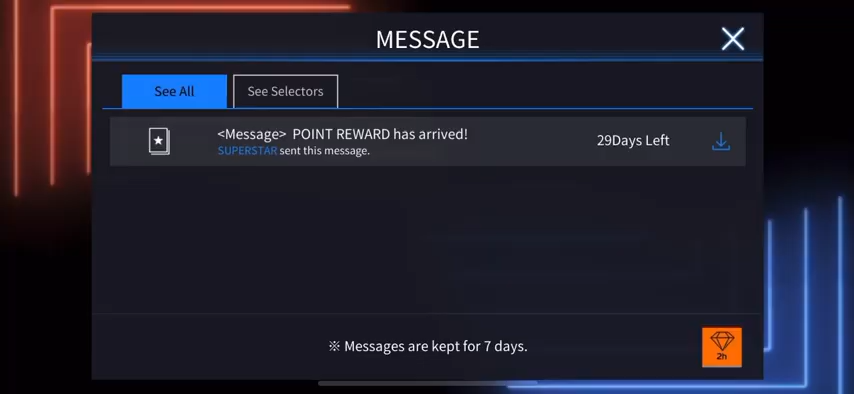 MESSAGE
See All
See Selectors
<Message> POINT REWARD has arrived!
SUPERSTAR sent this message.
29Days Left
※ Messages are kept for 7 days.
2h